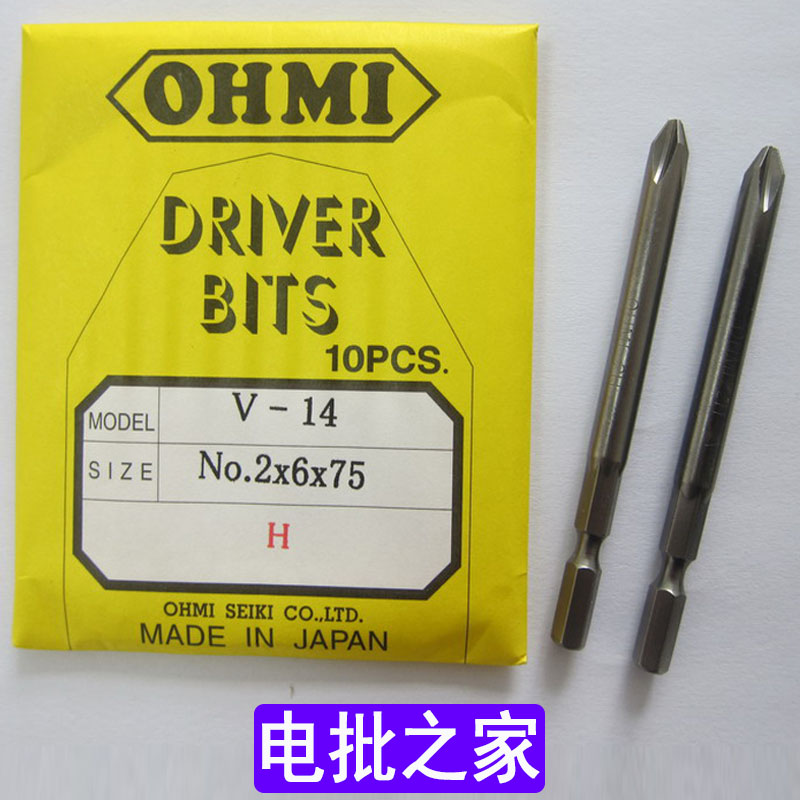 OHMI
DRIVER
BITS
10PCS.
MODEL V-14
SIZE No.2x6x75
H
OHMI SEIKI CO.,LTD.
MADE IN JAPAN
电批之家